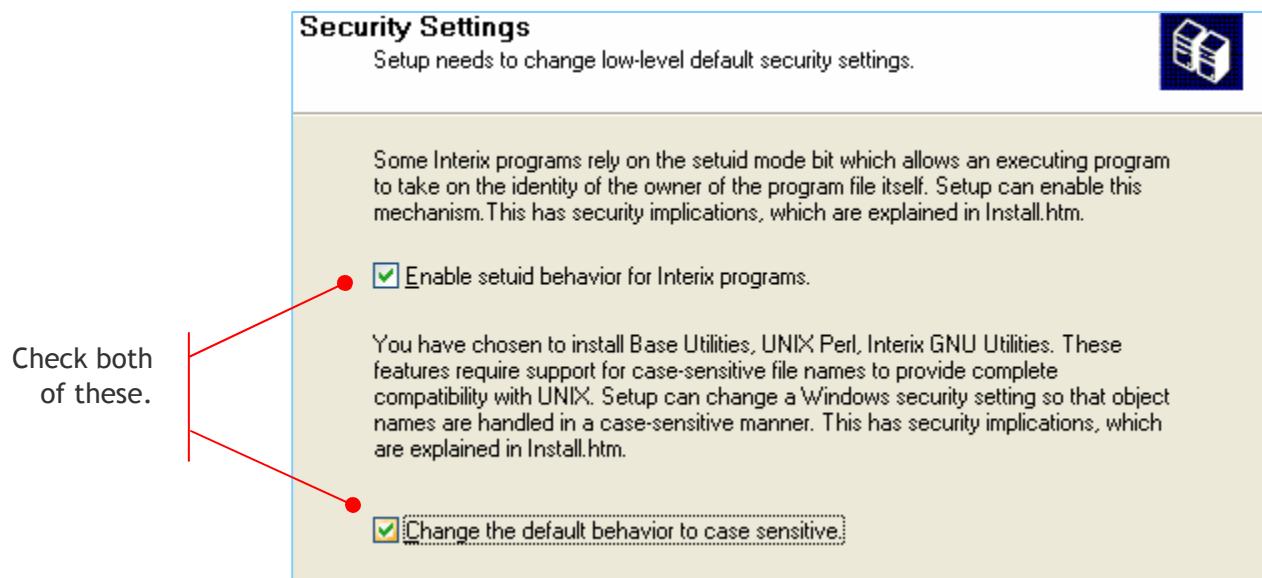 Security Settings
Setup needs to change low-level default security settings.
Some Interix programs rely on the setuid mode bit which allows an executing program
to take on the identity of the owner of the program file itself. Setup can enable this
mechanism.This has security implications, which are explained in Install.htm.
Enable setuid behavior for Interix programs.
Check both
of these.
You have chosen to install Base Utilities, UNIX Perl, Interix GNU Utilities. These
features require support for case-sensitive file names to provide complete
compatibility with UNIX. Setup can change a Windows security setting so that object
names are handled in a case-sensitive manner. This has security implications, which
are explained in Install.htm.
Change the default behavior to case sensitive.